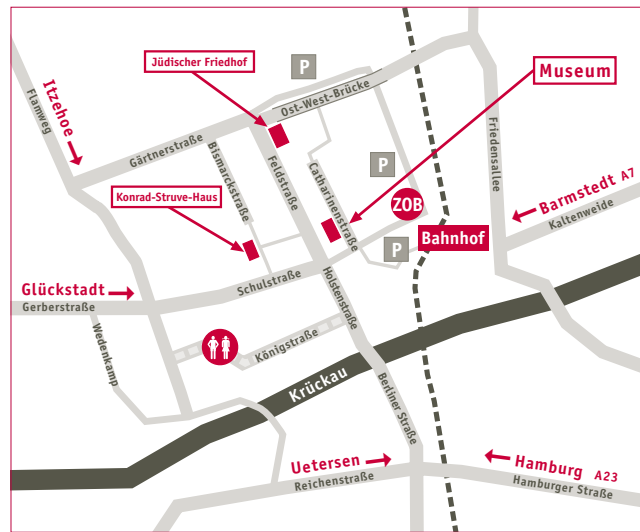 Jüdischer Friedhof
P
Museum
Itzehoe
Flamweg
Ost-West-Brücke
Gärtnerstraße
Bismarckstraße
Feldstraße
Catharinenstraße
Friedensallee
P
ZOB
Barmstedt A7
Kaltenweide
Konrad-Struve-Haus
P
Bahnhof
Glückstadt
Gerberstraße
Schulstraße
Holstenstraße
Wedenkamp
Königstraße
Krückau
Berliner Straße
Uetersen
Reichenstraße
Hamburg A23
Hamburger Straße